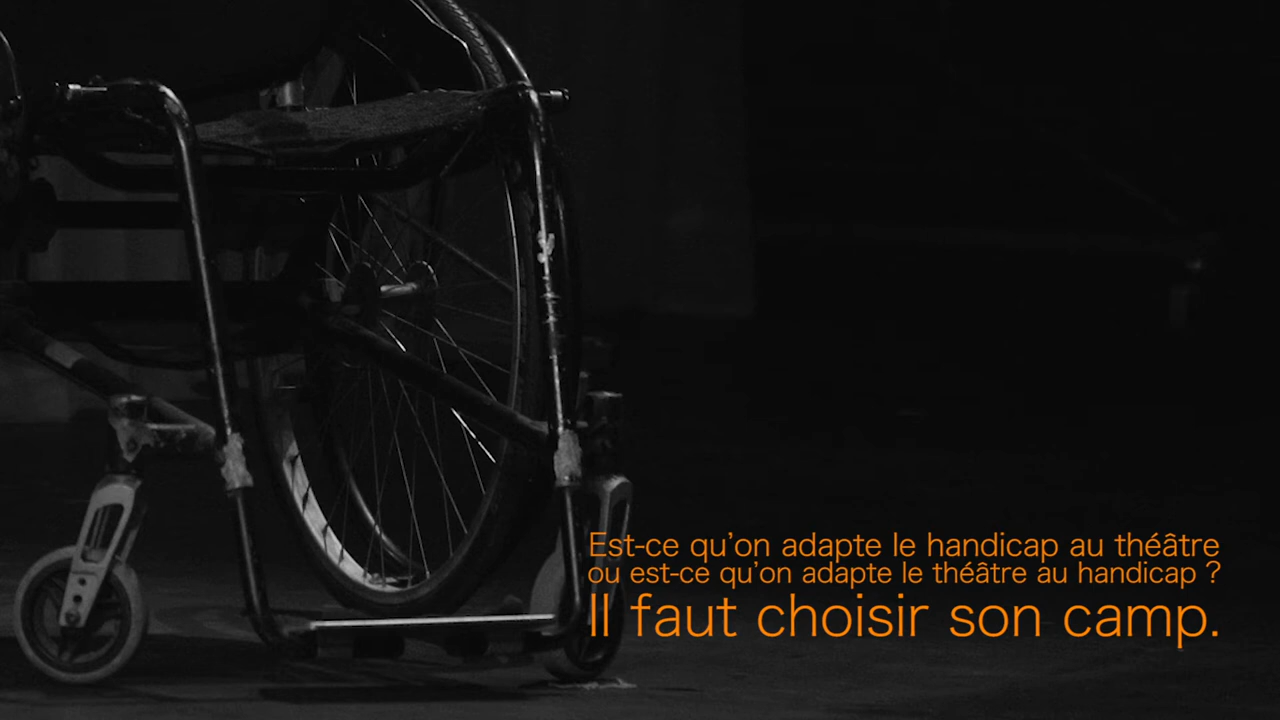 Est-ce qu’on adapte le handicap au théâtre
ou est-ce qu’on adapte le théâtre au handicap ?
Il faut choisir son camp.